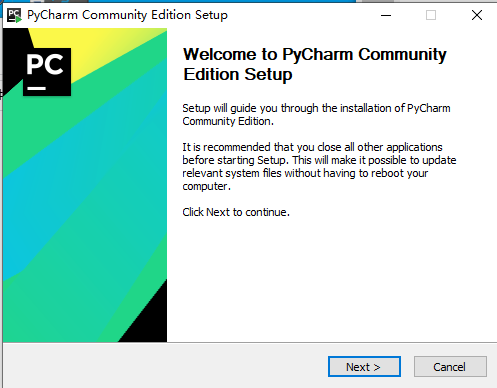 PyCharm Community Edition Setup
PC
Welcome to PyCharm Community
Edition Setup
Setup will guide you through the installation of PyCharm
Community Edition.
It is recommended that you close all other applications
before starting Setup. This will make it possible to update
relevant system files without having to reboot your
computer.
Click Next to continue.
Next >
Cancel